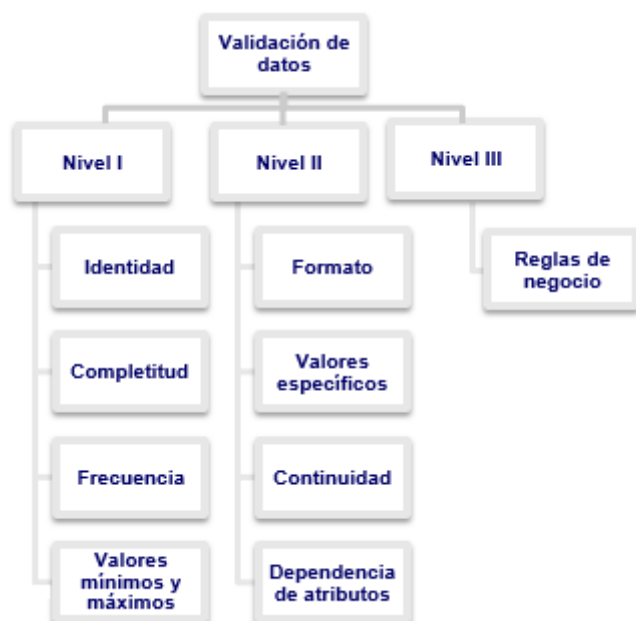 Validación de
datos
Nivel I
Nivel II
Nivel III
Identidad
Formato
Reglas de
negocio
Completitud
Valores
específicos
Frecuencia
Continuidad
Valores
mínimos y
máximos
Dependencia
de atributos